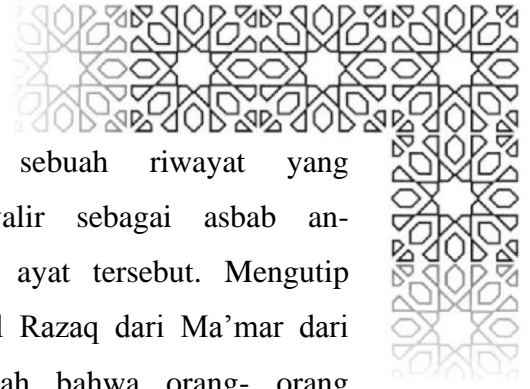 sebuah riwayat yang
alir sebagai asbab an-
ayat tersebut. Mengutip
Razaq dari Ma’mar dari
ah bahwa orang- orang